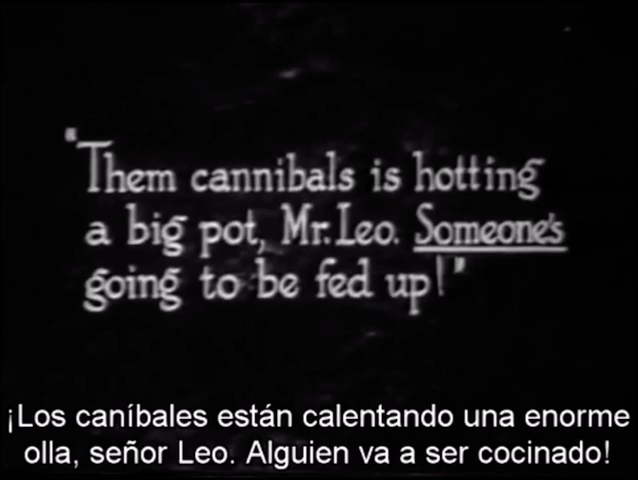 "Them cannibals is hotting
a big pot, Mr. Leo. Someone's
going to be fed up!"
¡Los caníbales están calentando una enorme
olla, señor Leo. Alguien va a ser cocinado!